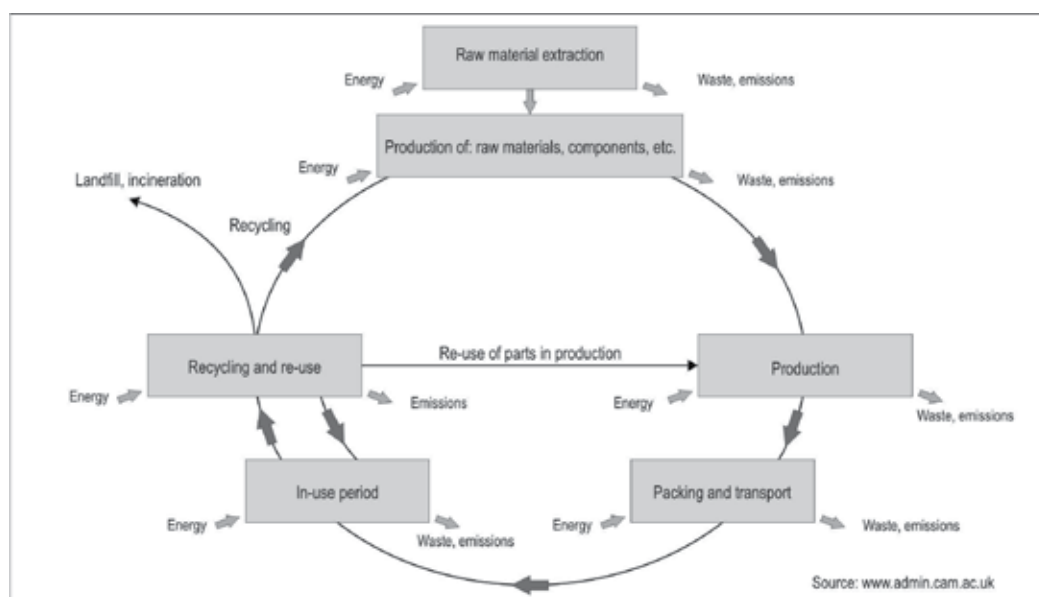 Raw material extraction
Energy
Waste, emissions
Production of: raw materials, components, etc.
Energy
Waste, emissions
Landfill, incineration
Recycling
Recycling and re-use
Re-use of parts in production
Production
Energy
Emissions
Energy
Waste, emissions
In-use period
Packing and transport
Energy
Waste, emissions
Energy
Waste, emissions
Source: www.admin.cam.ac.uk